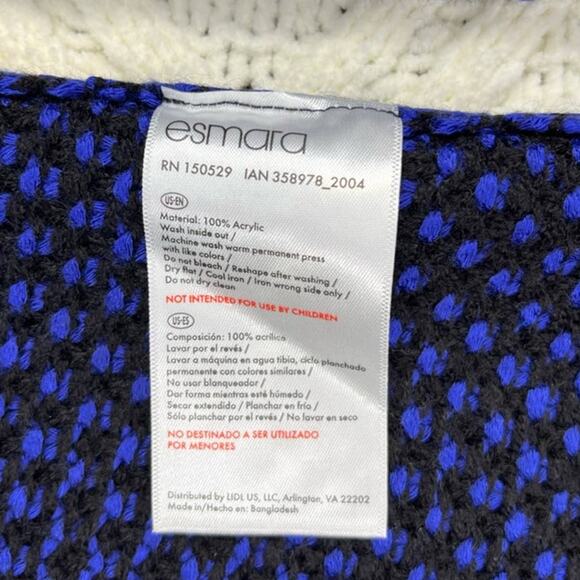 esmara
RN 150529 IAN 358978_2004
US-EN
Material: 100% Acrylic
Wash inside out /
Machine wash warm permanent press
with like colors /
Do not bleach / Reshape after washing /
Dry flat / Cool iron / Iron wrong side only /
Do not dry clean
NOT INTENDED FOR USE BY CHILDREN
US-ES
Composición: 100% acrílico
Lavar por el revés /
Lavar a máquina en agua tibia, ciclo planchado
permanente con colores similares /
No usar blanqueador /
Dar forma mientras esté húmedo /
Secar extendido / Planchar en frío /
Sólo planchar por el revés / No lavar en seco
NO DESTINADO A SER UTILIZADO
POR MENORES
Distributed by LIDL US, LLC, Arlington, VA 22202
Made in/Hecho en: Bangladesh